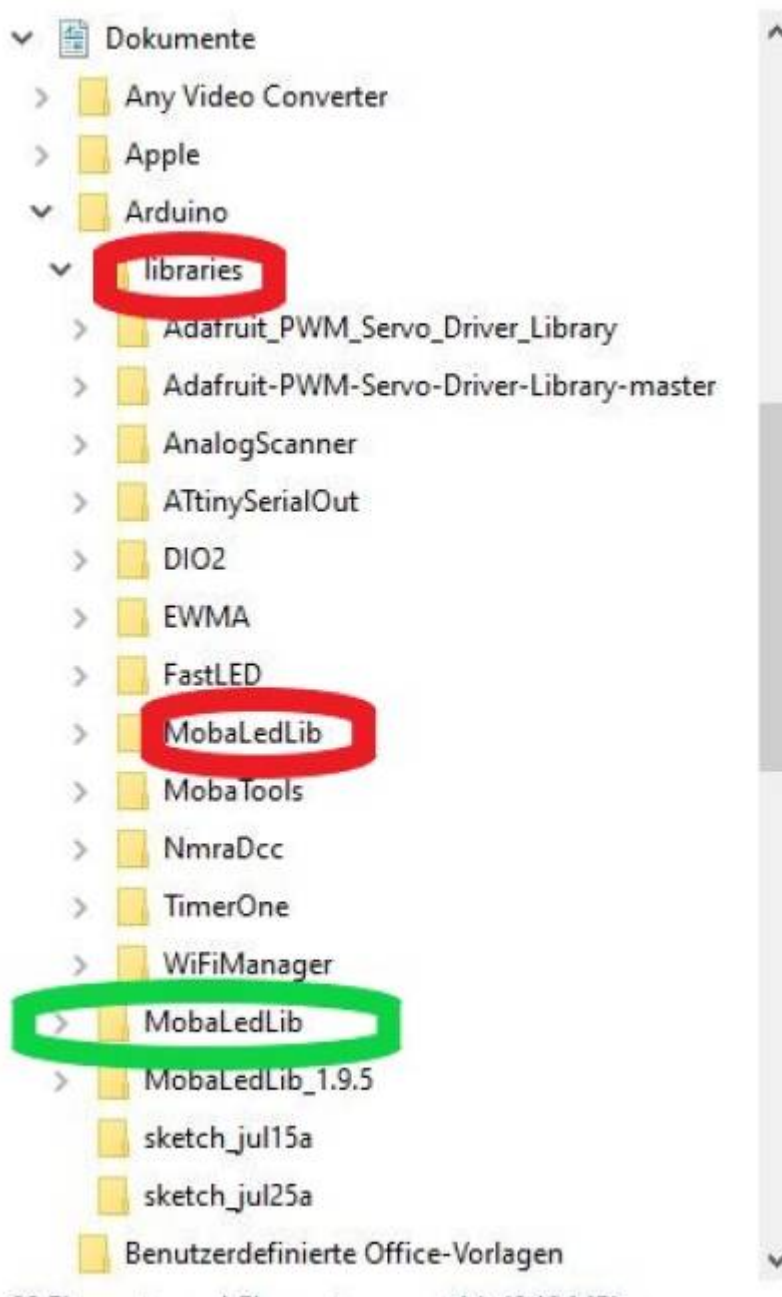 Dokumente
Any Video Converter
Apple
Arduino
libraries
Adafruit_PWM_Servo_Driver_Library
Adafruit-PWM-Servo-Driver-Library-master
AnalogScanner
ATtinySerialOut
DIO2
EWMA
FastLED
MobaLedLib
MobaTools
NmraDcc
TimerOne
WiFiManager
MobaLedLib
MobaLedLib_1.9.5
sketch_jul15a
sketch_jul25a
Benutzerdefinierte Office-Vorlagen